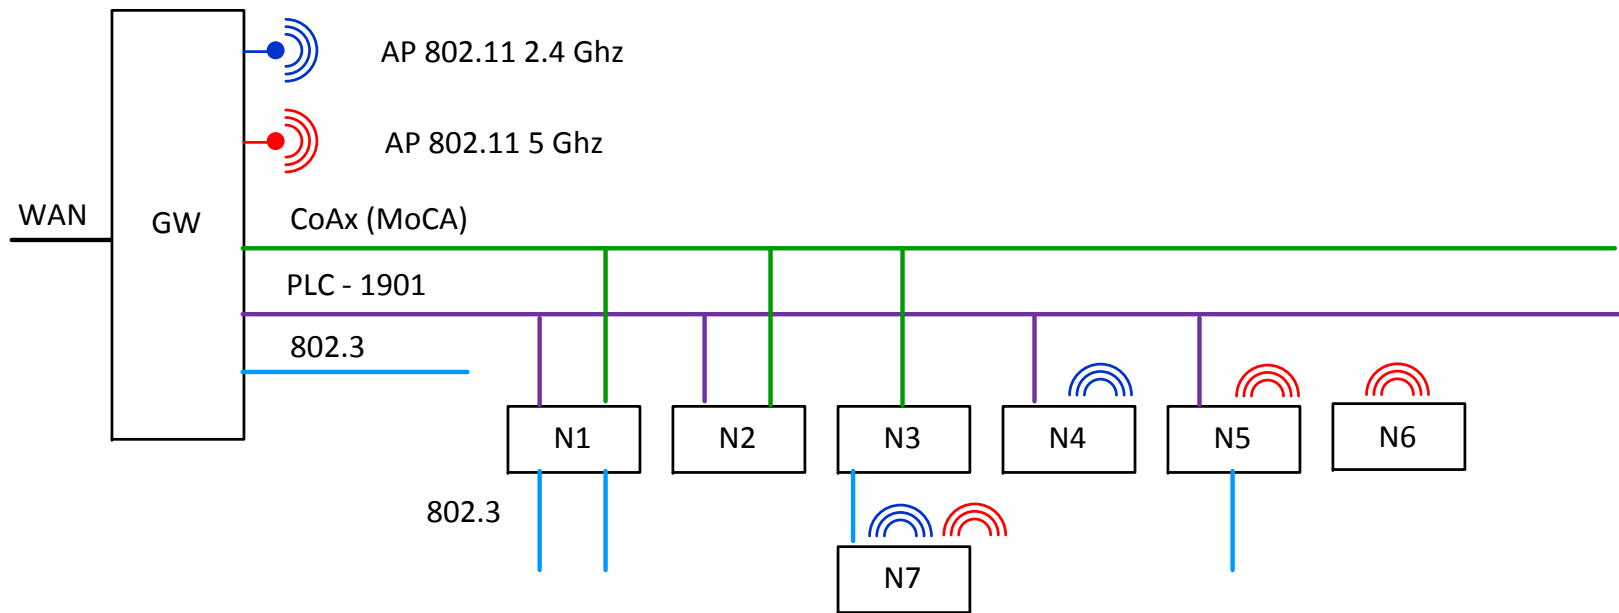 AP 802.11 2.4 Ghz
AP 802.11 5 Ghz
WAN
GW
CoAx (MoCA)
PLC - 1901
802.3
N1
N2
N3
N4
N5
N6
802.3
N7